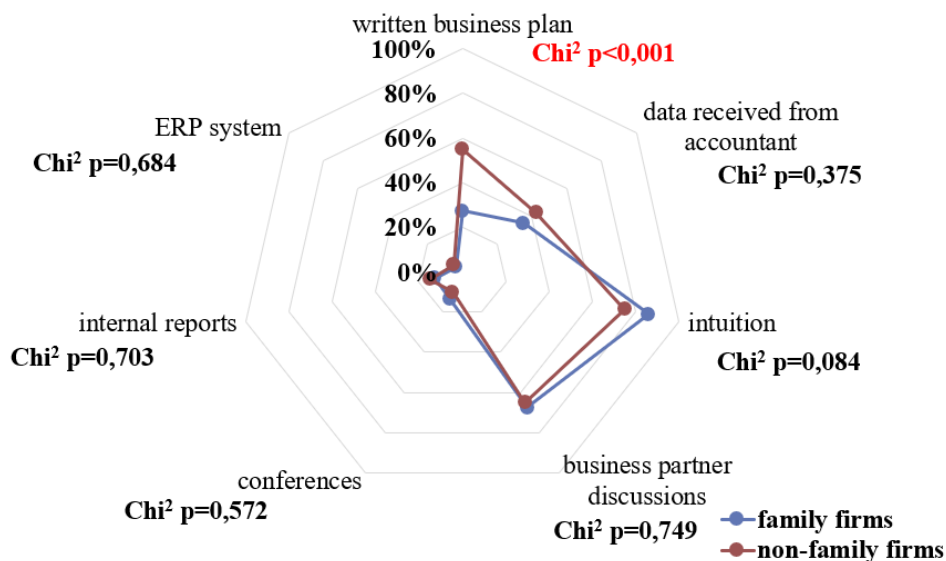 written business plan
100%
Chi² p<0,001
80%
60%
40%
20%
0%
data received from
accountant
Chi² p=0,375
intuition
Chi² p=0,084
business partner
discussions
Chi² p=0,749
conferences
Chi² p=0,572
internal reports
Chi² p=0,703
ERP system
Chi² p=0,684
family firms
non-family firms